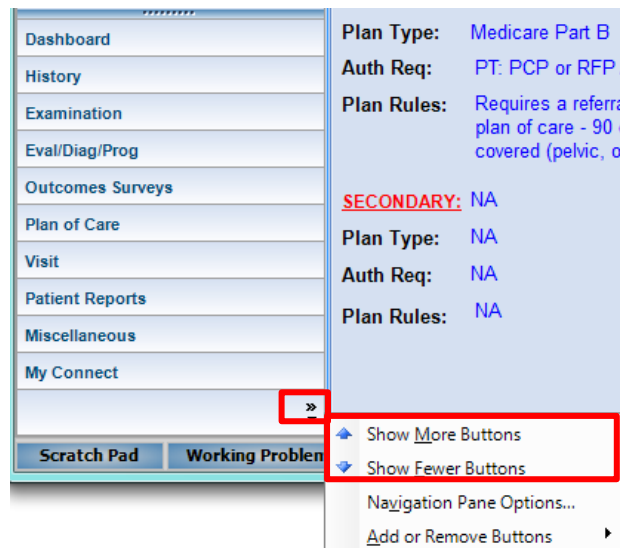 Dashboard
History
Examination
Eval/Diag/Prog
Outcomes Surveys
Plan of Care
Visit
Patient Reports
Miscellaneous
My Connect
»
Scratch Pad Working Problem
Plan Type: Medicare Part B
Auth Req: PT: PCP or RFP
Plan Rules: Requires a referra
plan of care - 90
covered (pelvic, o
SECONDARY: NA
Plan Type: NA
Auth Req: NA
Plan Rules: NA
Show More Buttons
Show Fewer Buttons
Navigation Pane Options...
Add or Remove Buttons